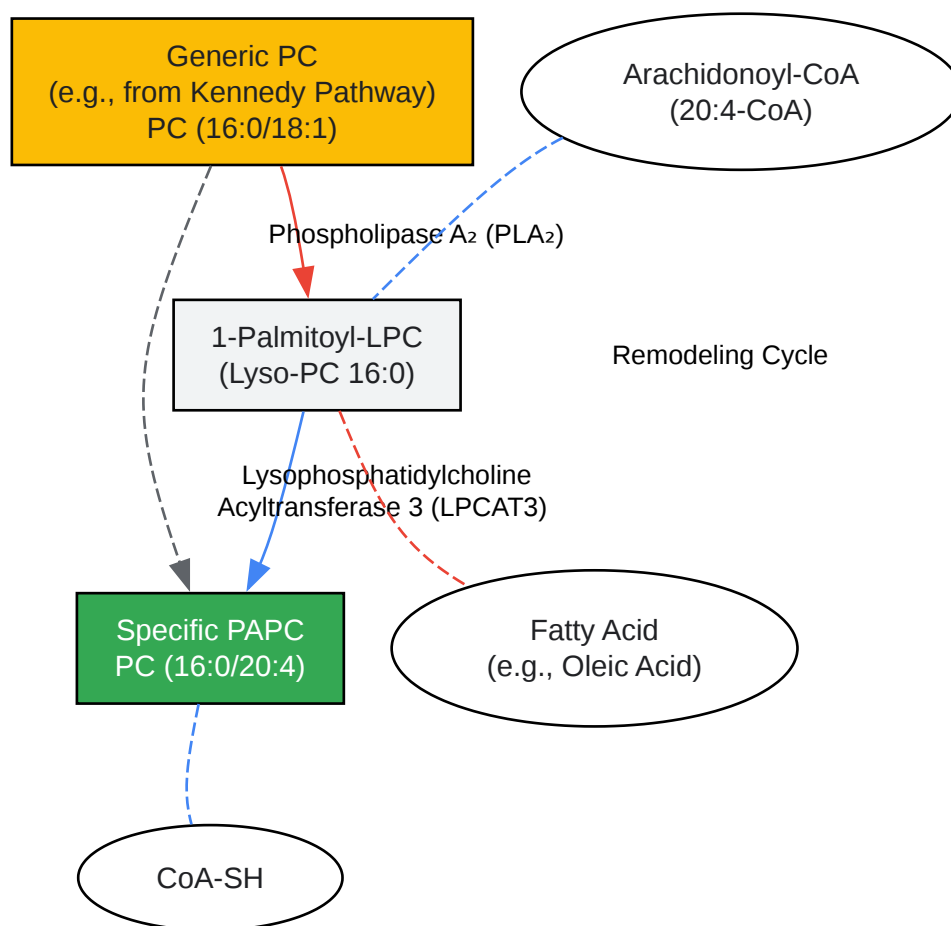 Generic PC
(e.g., from Kennedy Pathway)
PC (16:0/18:1)
Arachidonoyl-CoA
(20:4-CoA)
Phospholipase A₂ (PLA₂)
1-Palmitoyl-LPC
(Lyso-PC 16:0)
Remodeling Cycle
Lysophosphatidylcholine
Acyltransferase 3 (LPCAT3)
Specific PAPC
PC (16:0/20:4)
Fatty Acid
(e.g., Oleic Acid)
CoA-SH